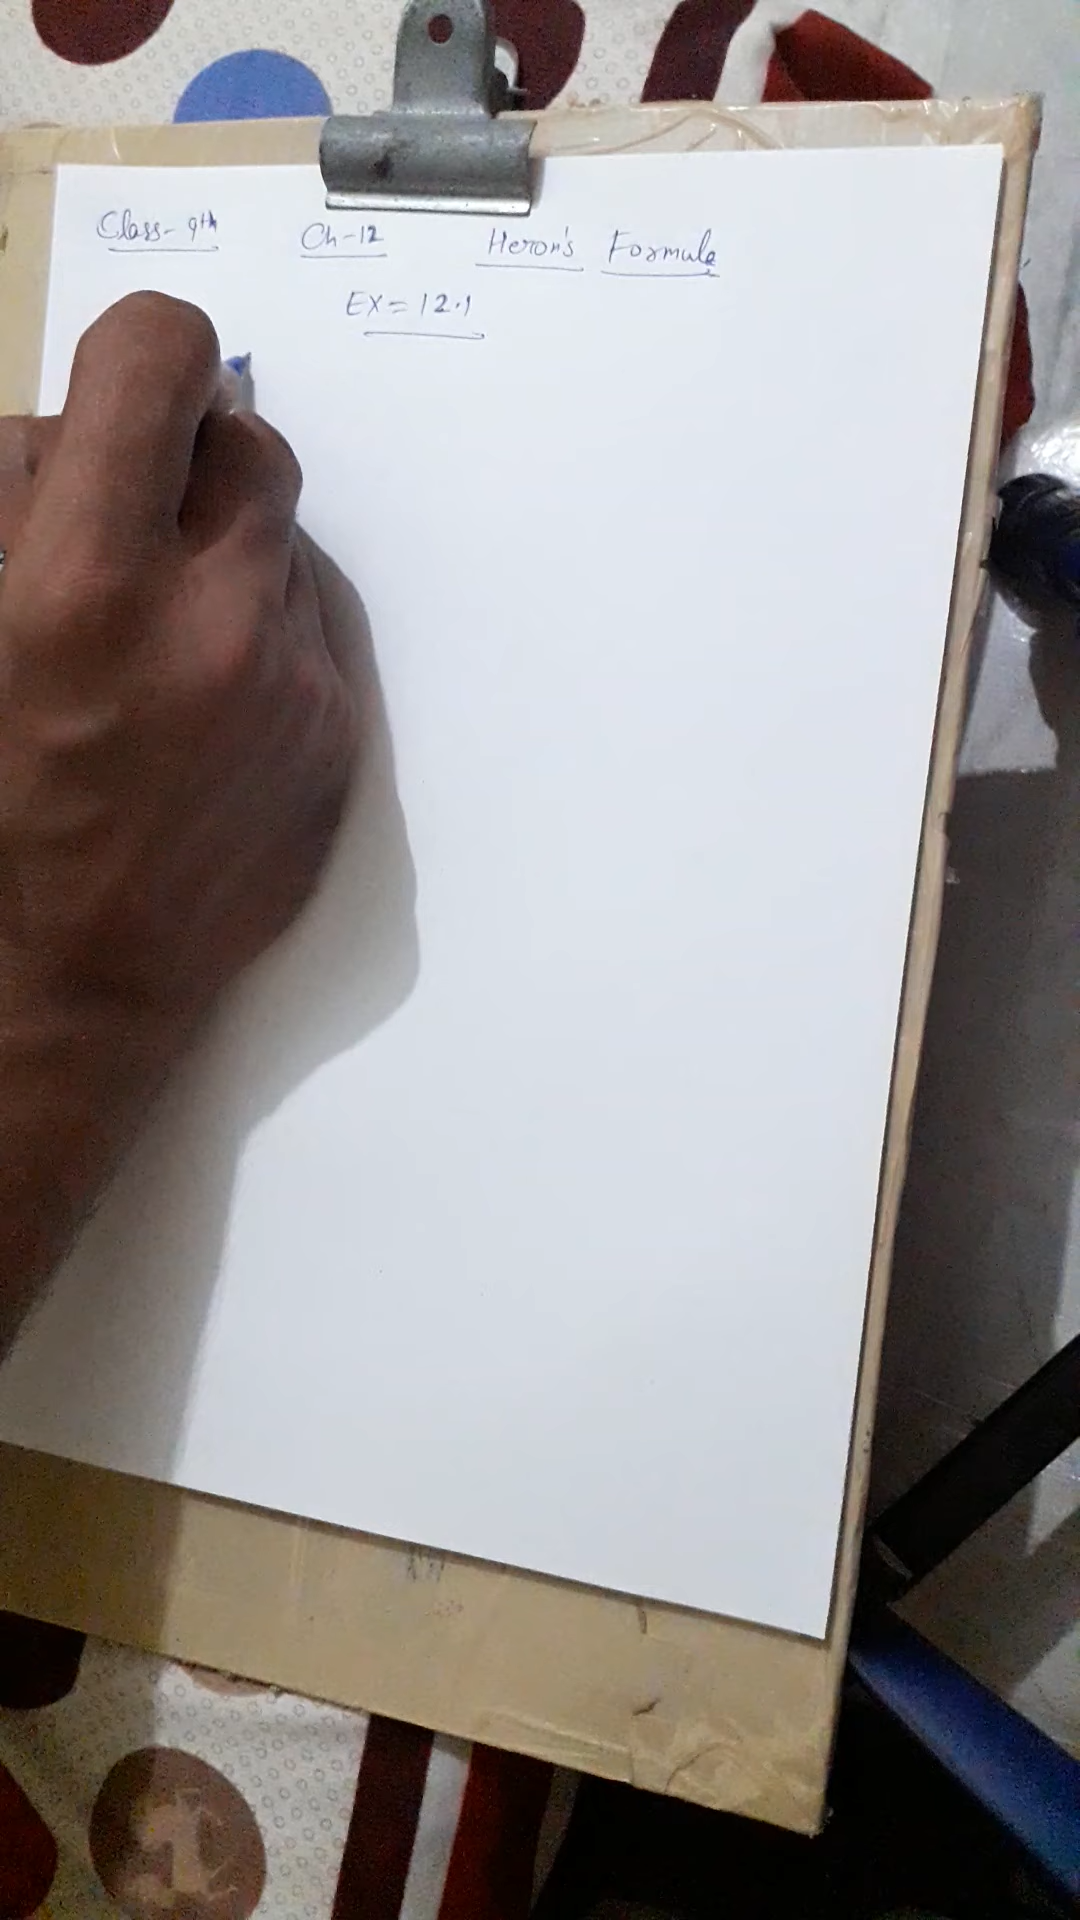 Class- 9th Ch-12 Heron's Formula
EX = 12.1